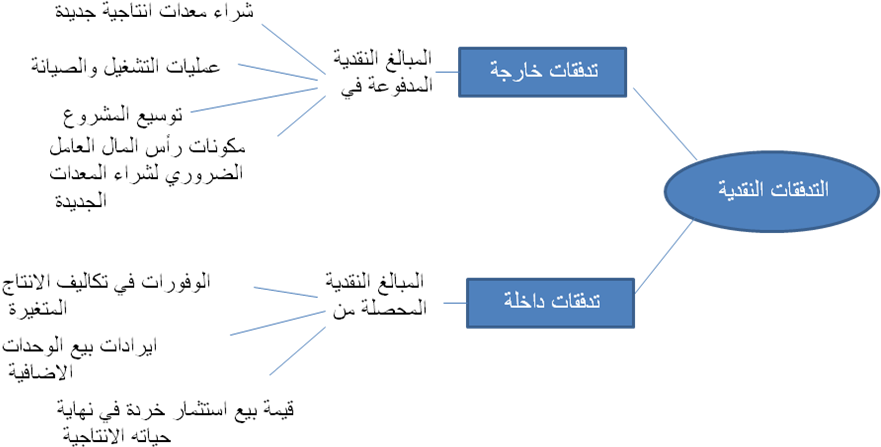 التدفقات النقدية
تدفقات خارجة
المبالغ النقدية
المدفوعة في
شراء معدات انتاجية جديدة
عمليات التشغيل والصيانة
توسيع المشروع
مكونات رأس المال العامل
الضروري لشراء المعدات
الجديدة
تدفقات داخلة
المبالغ النقدية
المحصلة من
الوفورات في تكاليف الانتاج
المتغيرة
ايرادات بيع الوحدات
الاضافية
قيمة بيع استثمار خردة في نهاية
حياته الانتاجية